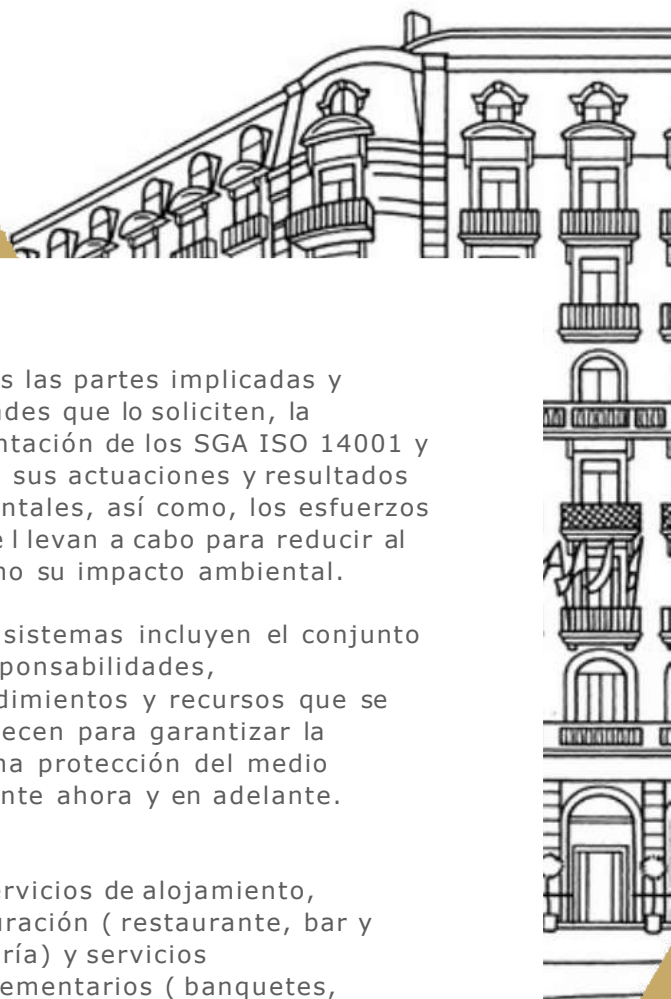 s las partes implicadas y
des que lo soliciten, la
ntación de los SGA ISO 14001 y
sus actuaciones y resultados
ntales, así como, los esfuerzos
e l levan a cabo para reducir al
no su impacto ambiental.
sistemas incluyen el conjunto
ponsabilidades,
dimientos y recursos que se
ecen para garantizar la
na protección del medio
nte ahora y en adelante.
ervicios de alojamiento,
uración ( restaurante, bar y
ría) y servicios
ementarios ( banquetes,